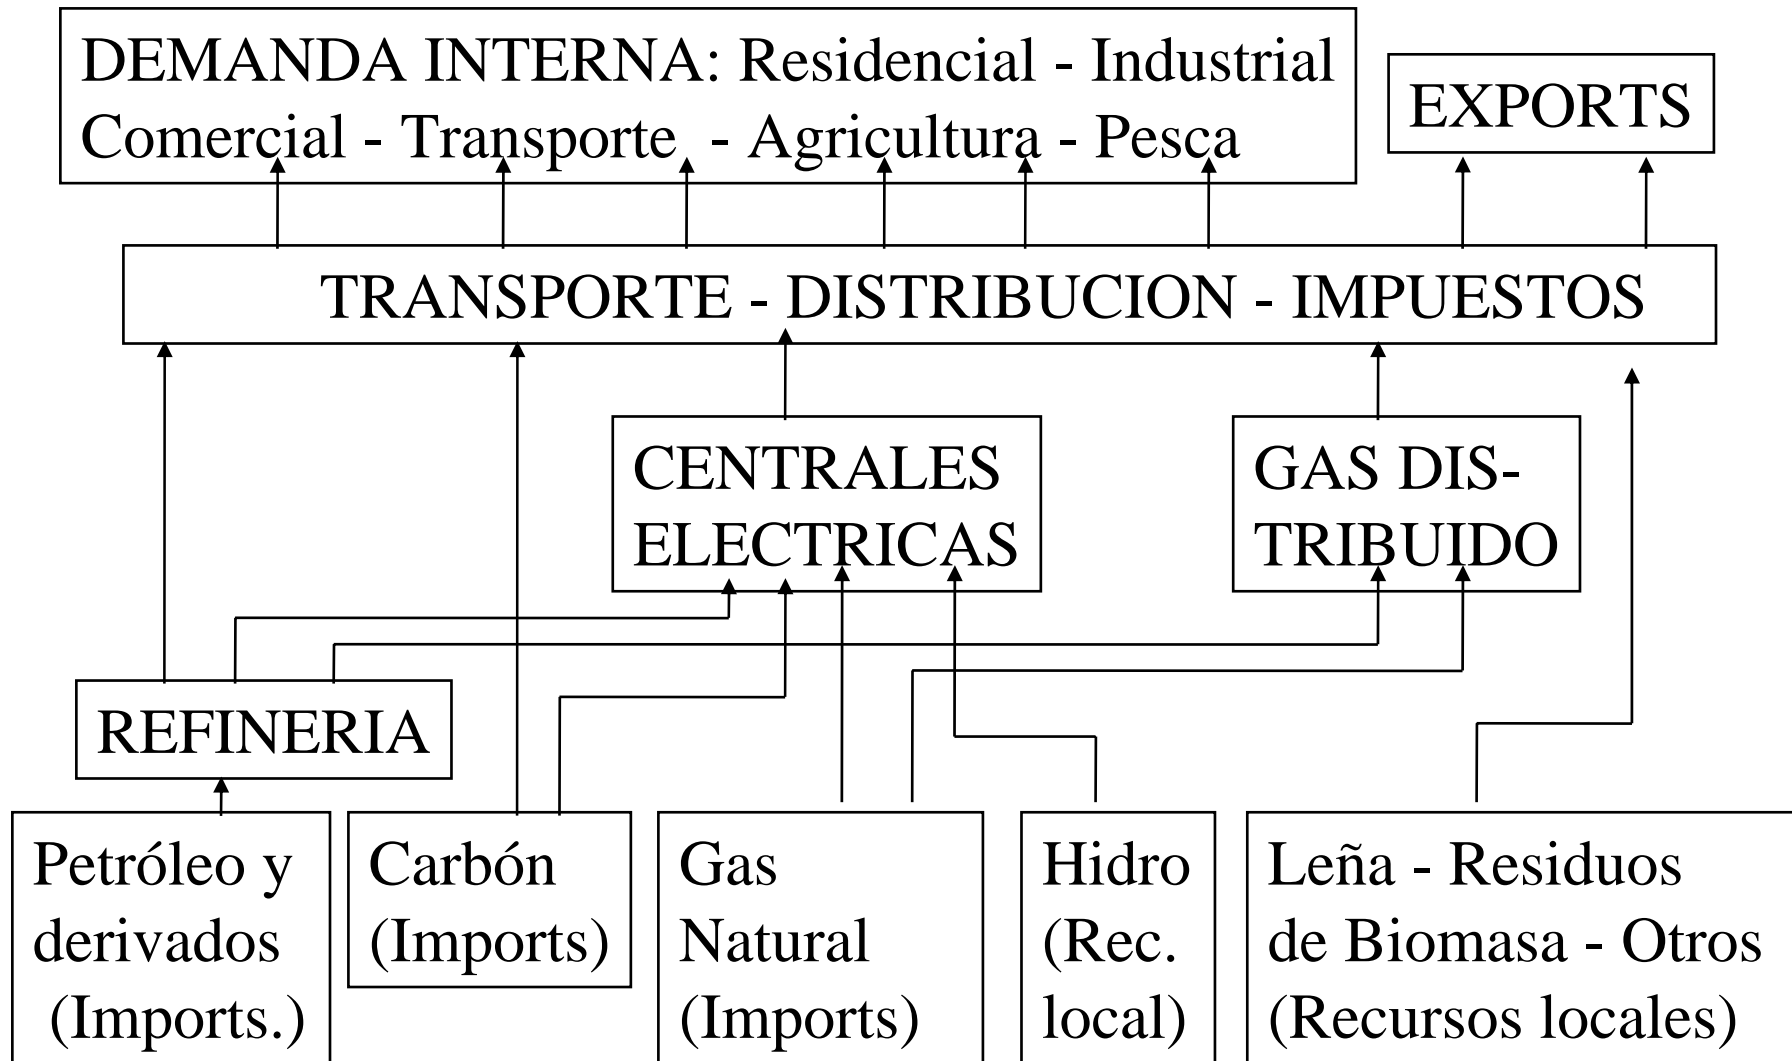 DEMANDA INTERNA: Residencial - Industrial
Comercial - Transporte - Agricultura - Pesca
EXPORTS
TRANSPORTE - DISTRIBUCION - IMPUESTOS
CENTRALES
ELECTRICAS
GAS DIS-
TRIBUIDO
REFINERIA
Petróleo y
derivados
(Imports.)
Carbón
(Imports)
Gas
Natural
(Imports)
Hidro
(Rec.
local)
Leña - Residuos
de Biomasa - Otros
(Recursos locales)